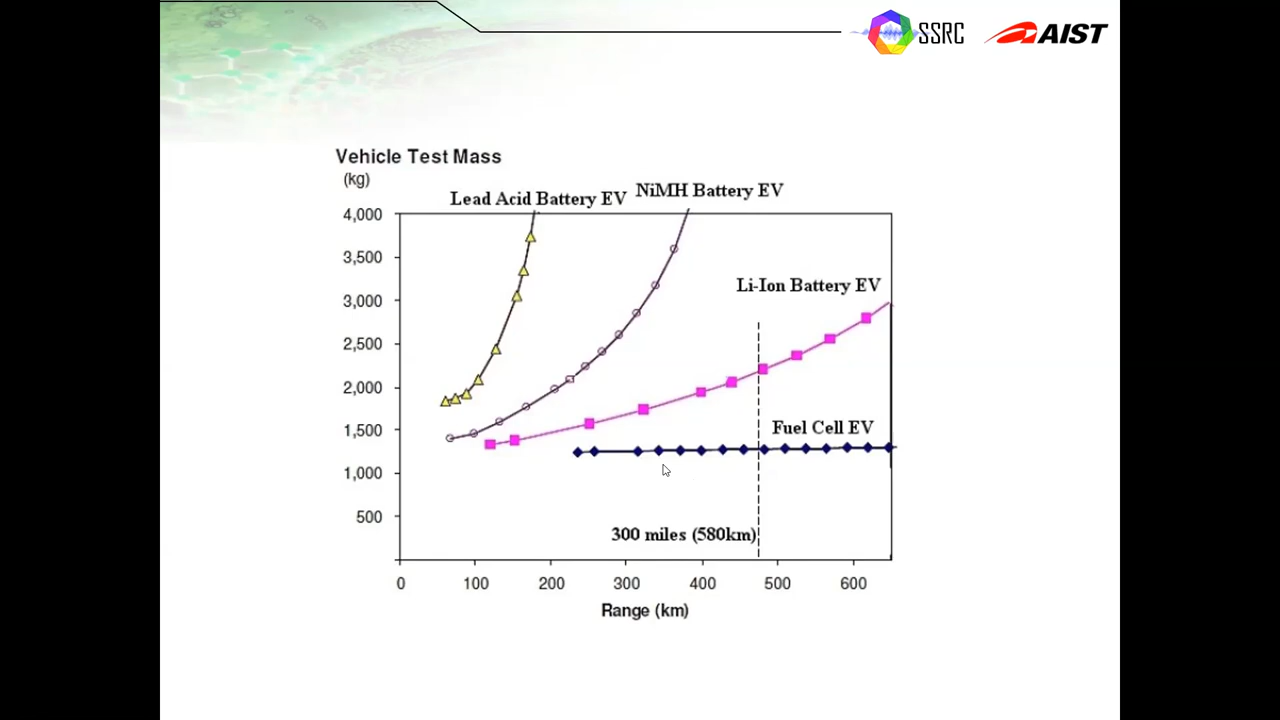 SSRC AIST
Vehicle Test Mass
(kg)
Lead Acid Battery EV
NiMH Battery EV
Li-Ion Battery EV
Fuel Cell EV
300 miles (580km)
4,000
3,500
3,000
2,500
2,000
1,500
1,000
500
0 100 200 300 400 500 600
Range (km)